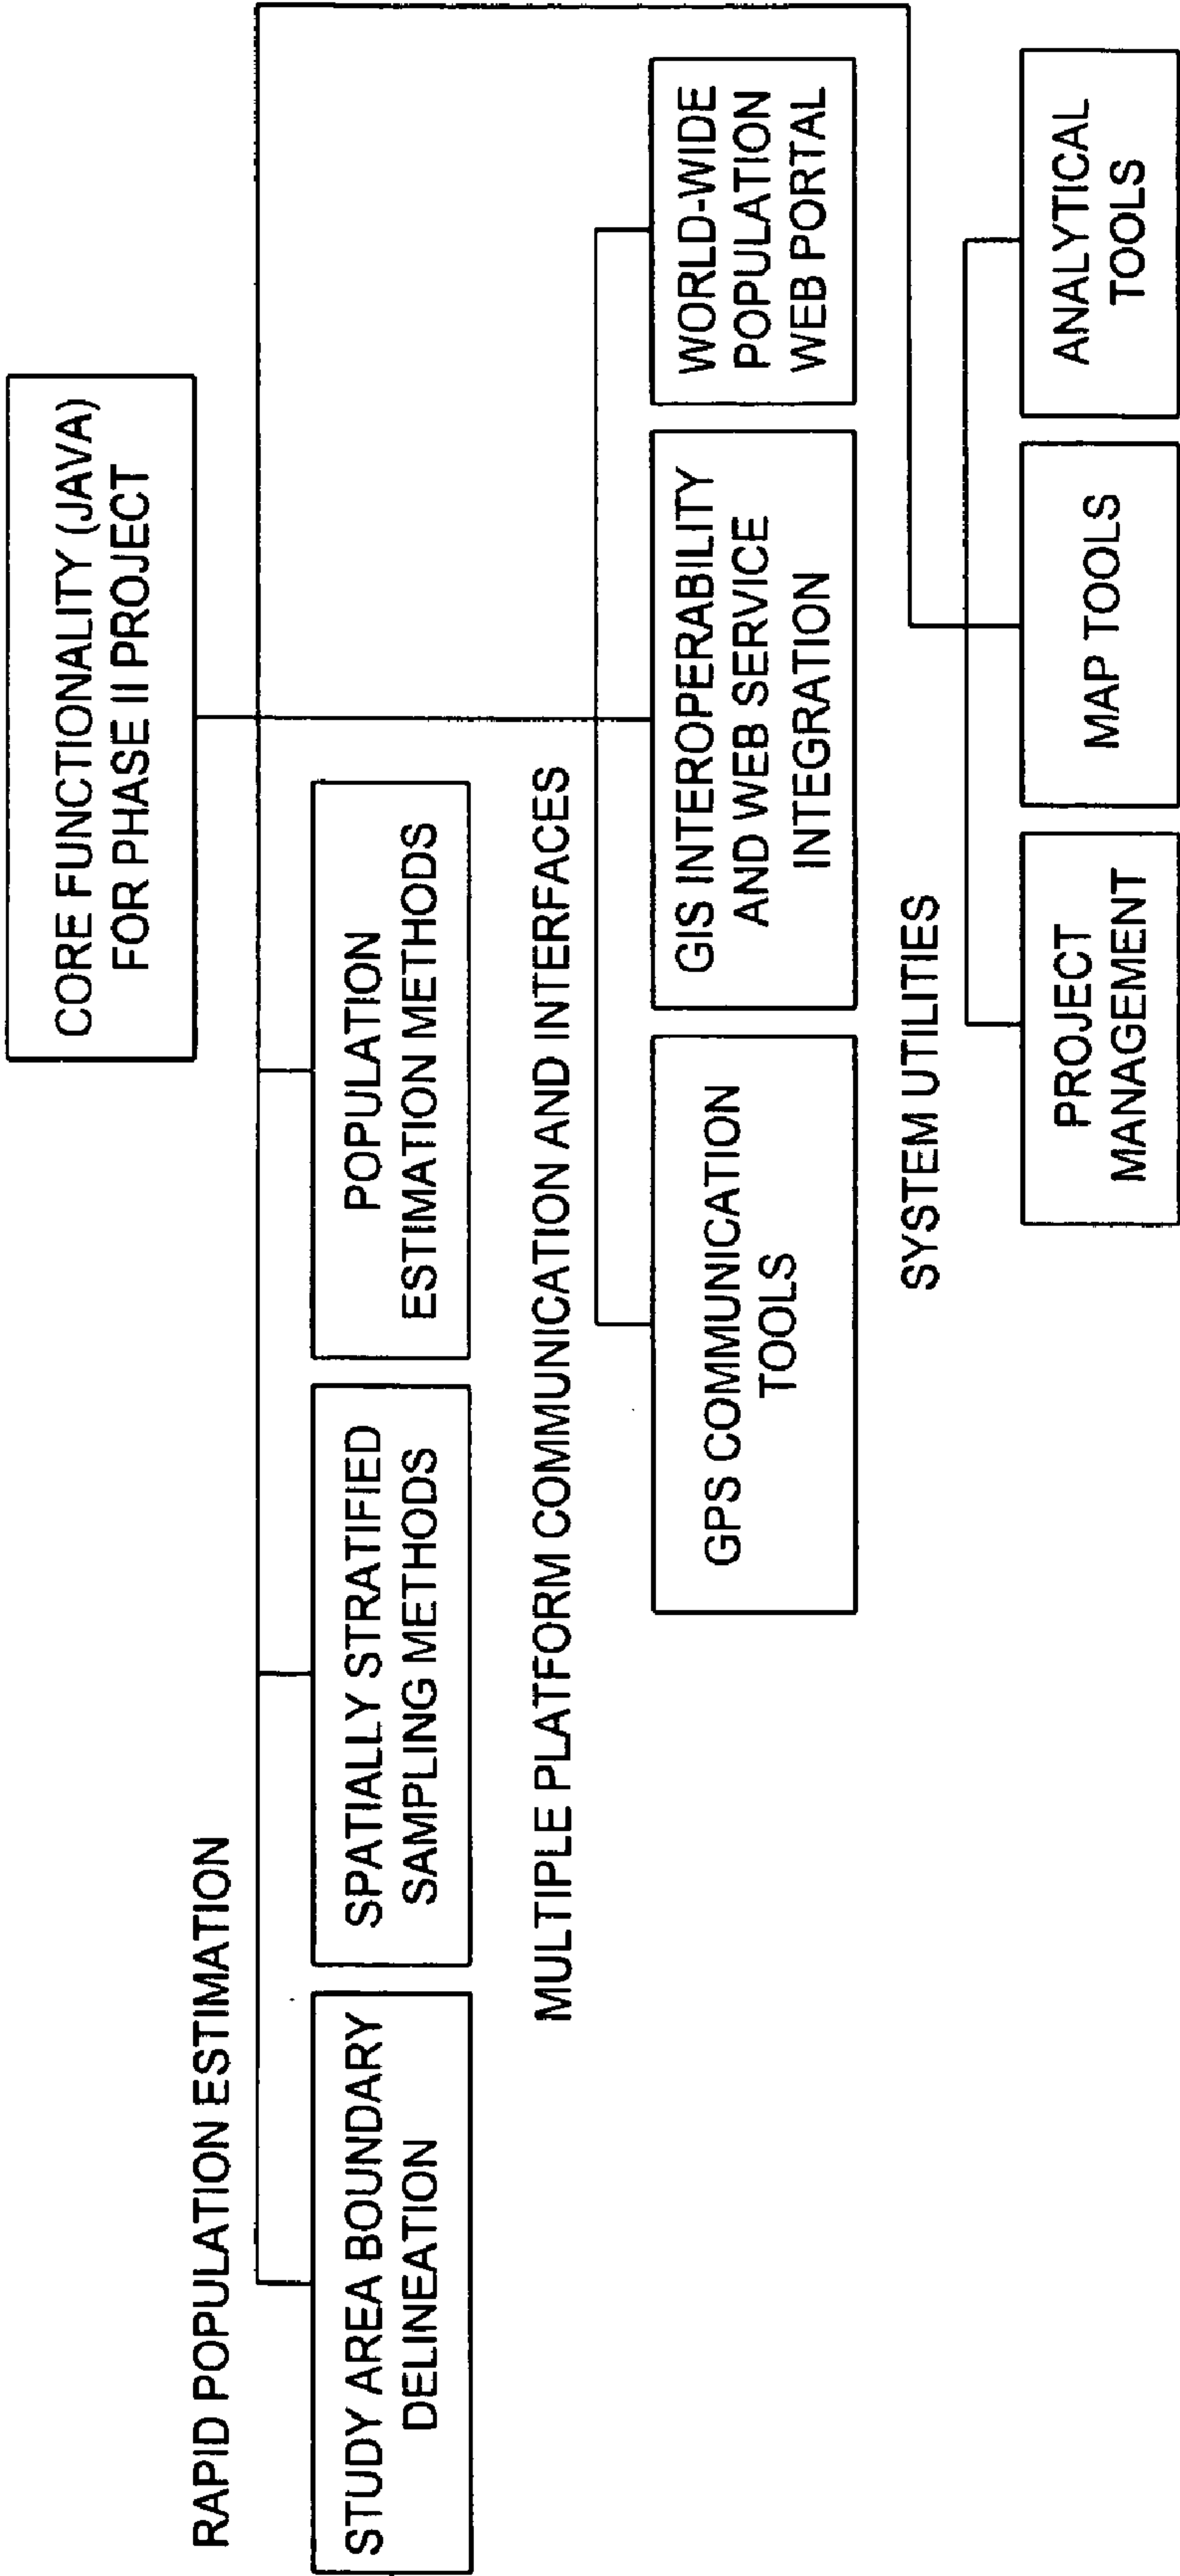 CORE FUNCTIONALITY (JAVA)
FOR PHASE II PROJECT
RAPID POPULATION ESTIMATION
STUDY AREA BOUNDARY
DELINEATION
SPATIALLY STRATIFIED
SAMPLING METHODS
POPULATION
ESTIMATION METHODS
MULTIPLE PLATFORM COMMUNICATION AND INTERFACES
GPS COMMUNICATION
TOOLS
GIS INTEROPERABILITY
AND WEB SERVICE
INTEGRATION
WORLD-WIDE
POPULATION
WEB PORTAL
SYSTEM UTILITIES
PROJECT
MANAGEMENT
MAP TOOLS
ANALYTICAL
TOOLS